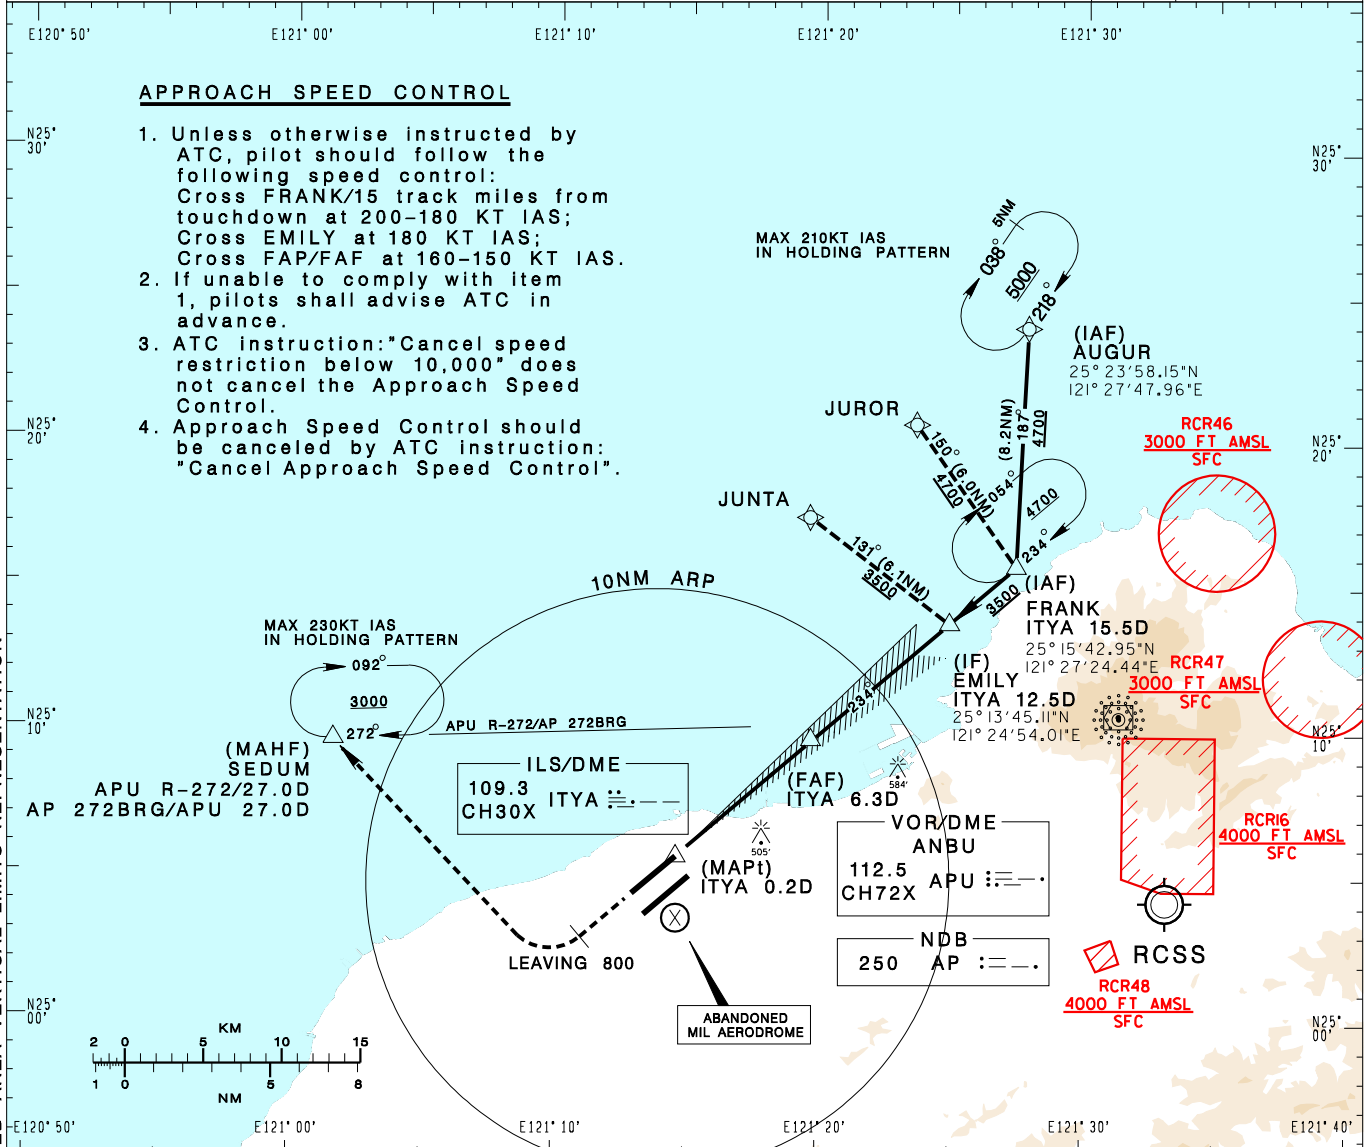 E120°50'
E121°00'
E121°10'
E121°20'
E121°30'
APPROACH SPEED CONTROL
1. Unless otherwise instructed by
ATC, pilot should follow the
following speed control:
Cross FRANK/15 track miles from
touchdown at 200-180 KT IAS;
Cross EMILY at 180 KT IAS;
Cross FAP/FAF at 160-150 KT IAS.
2. If unable to comply with item
1, pilots shall advise ATC in
advance.
3. ATC instruction:"Cancel speed
restriction below 10,000" does
not cancel the Approach Speed
Control.
4. Approach Speed Control should
be canceled by ATC instruction:
"Cancel Approach Speed Control".
N25°
30'
N25°
30'
MAX 210KT IAS
IN HOLDING PATTERN
5NM
038°
5000
218°
(IAF)
AUGUR
25°23'58.15"N
121°27'47.96"E
JUROR
150° (6.0NM)
4700
(8.2NM)
187°
4700
RCR46
3000 FT AMSL
SFC
N25°
20'
N25°
20'
JUNTA
131° (6.1NM)
3500
054°
4700
234°
10NM ARP
(IAF)
FRANK
ITYA 15.5D
25°15'42.95"N
121°27'24.44"E
3500
MAX 230KT IAS
IN HOLDING PATTERN
092°
3000
272°
APU R-272/AP 272BRG
(IF)
EMILY
ITYA 12.5D
25°13'45.11"N
121°24'54.01"E
RCR47
3000 FT AMSL
SFC
234°
N25°
10'
N25°
10'
(MAHF)
SEDUM
APU R-272/27.0D
AP 272BRG/APU 27.0D
ILS/DME
109.3
CH30X
ITYA
(FAF)
ITYA 6.3D
584'
505'
VOR/DME
ANBU
112.5
CH72X
APU
RCR16
4000 FT AMSL
SFC
(MAPt)
ITYA 0.2D
NDB
250 AP
RCSS
LEAVING 800
RCR48
4000 FT AMSL
SFC
ABANDONED
MIL AERODROME
N25°
00'
N25°
00'
KM
2 0 5 10 15
1 0 5 8
NM
E120°50'
E121°00'
E121°10'
E121°20'
E121°30'
E121°40'